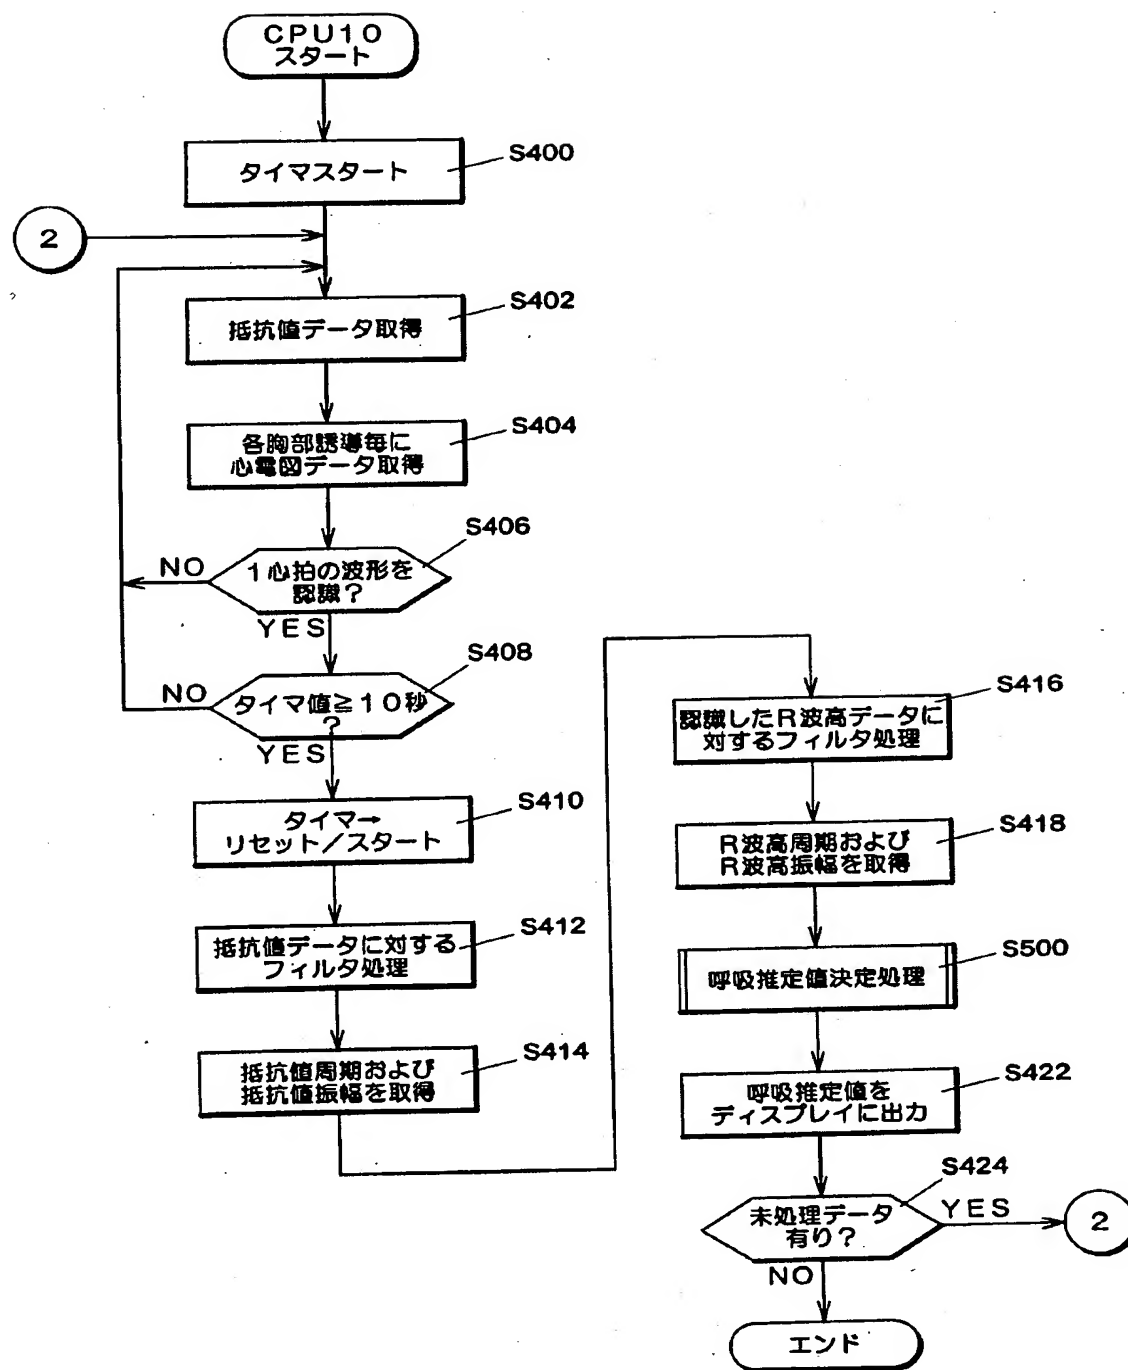 CPU10
スタート
タイマスタート
S400
2
抵抗値データ取得
S402
各胸部誘導毎に
心電図データ取得
S404
1心拍の波形を
認識?
S406
NO
YES
タイマ値≧10秒
?
S408
NO
YES
タイマ→
リセット/スタート
S410
抵抗値データに対する
フィルタ処理
S412
抵抗値周期および
抵抗値振幅を取得
S414
認識したR波高データに
対するフィルタ処理
S416
R波高周期および
R波高振幅を取得
S418
呼吸推定値決定処理
S500
呼吸推定値を
ディスプレイに出力
S422
未処理データ
有り?
S424
YES
2
NO
エンド